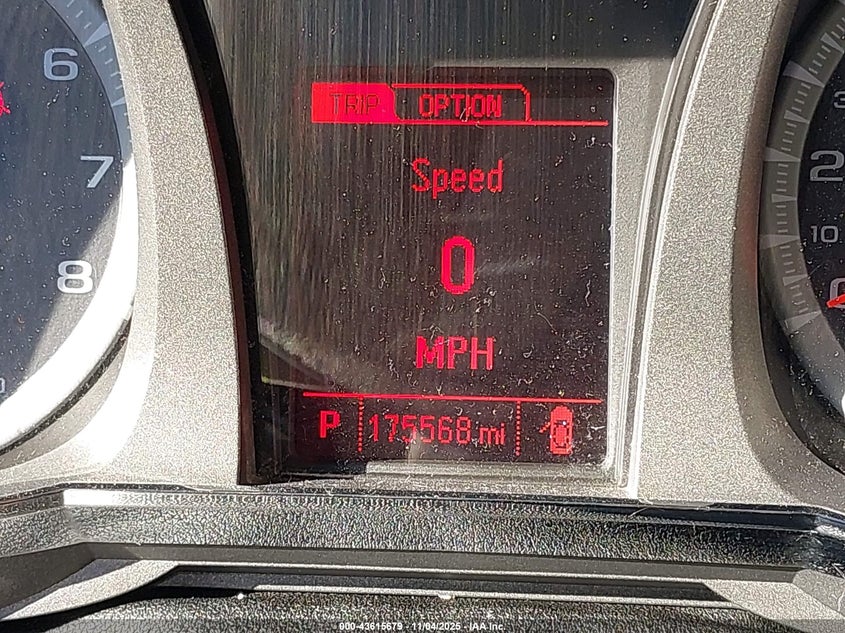 6
7
8
TRIP OPTION
Speed
0
MPH
P 175568 mi
2
10
000-43615679 - 11/04/2025 - IAA Inc